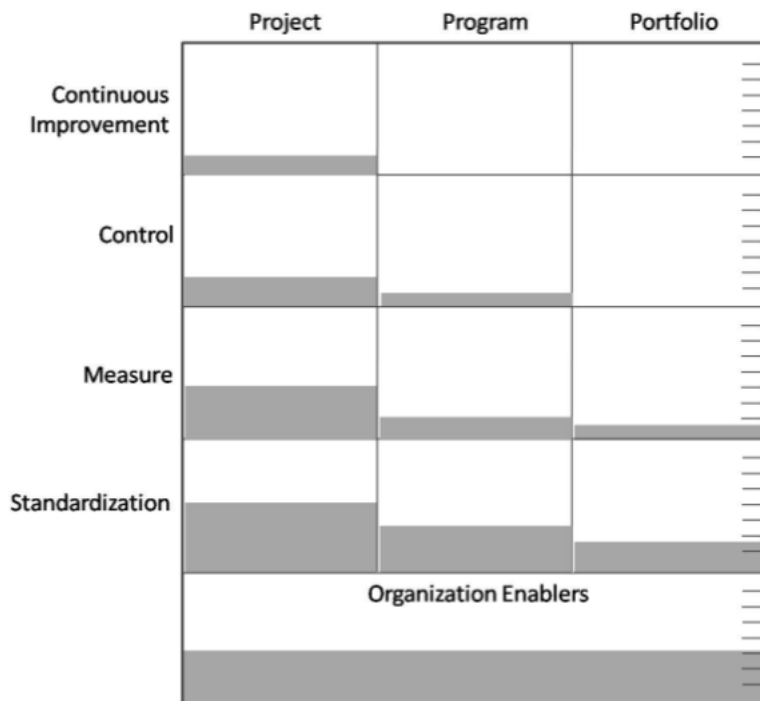 Project Program Portfolio
Continuous
Improvement
Control
Measure
Standardization
Organization Enablers